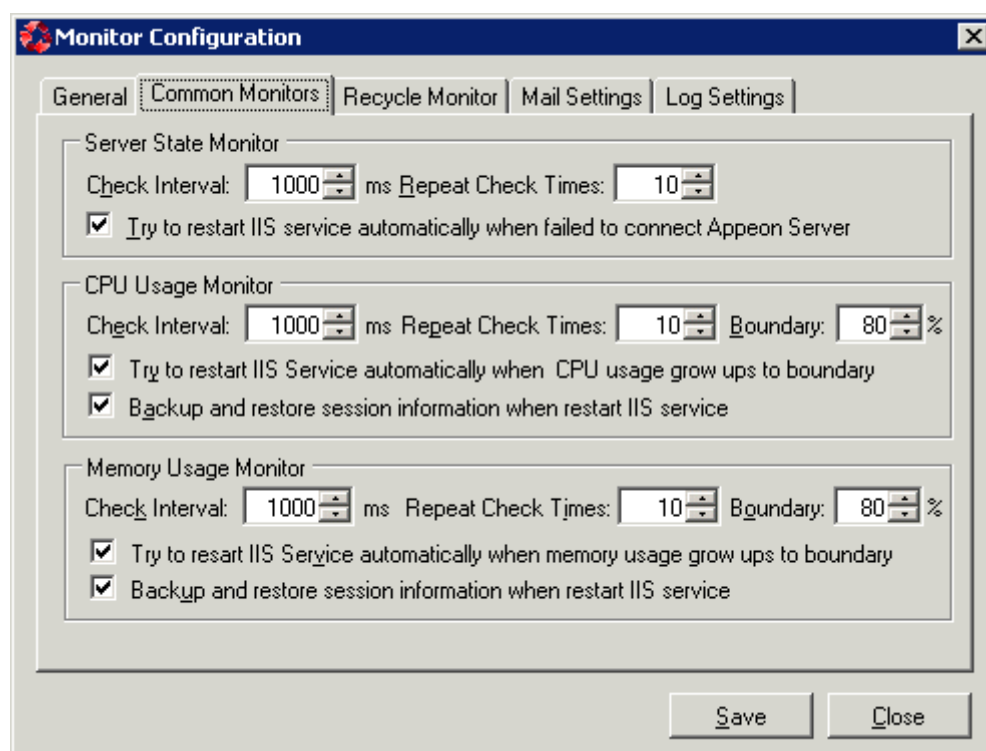 Monitor Configuration
General Common Monitors Recycle Monitor Mail Settings Log Settings
Server State Monitor
Check Interval: 1000 ms Repeat Check Times: 10
Try to restart IIS service automatically when failed to connect Appeon Server
CPU Usage Monitor
Check Interval: 1000 ms Repeat Check Times: 10 Boundary: 80 %
Try to restart IIS Service automatically when CPU usage grow ups to boundary
Backup and restore session information when restart IIS service
Memory Usage Monitor
Check Interval: 1000 ms Repeat Check Times: 10 Boundary: 80 %
Try to resart IIS Service automatically when memory usage grow ups to boundary
Backup and restore session information when restart IIS service
Save Close